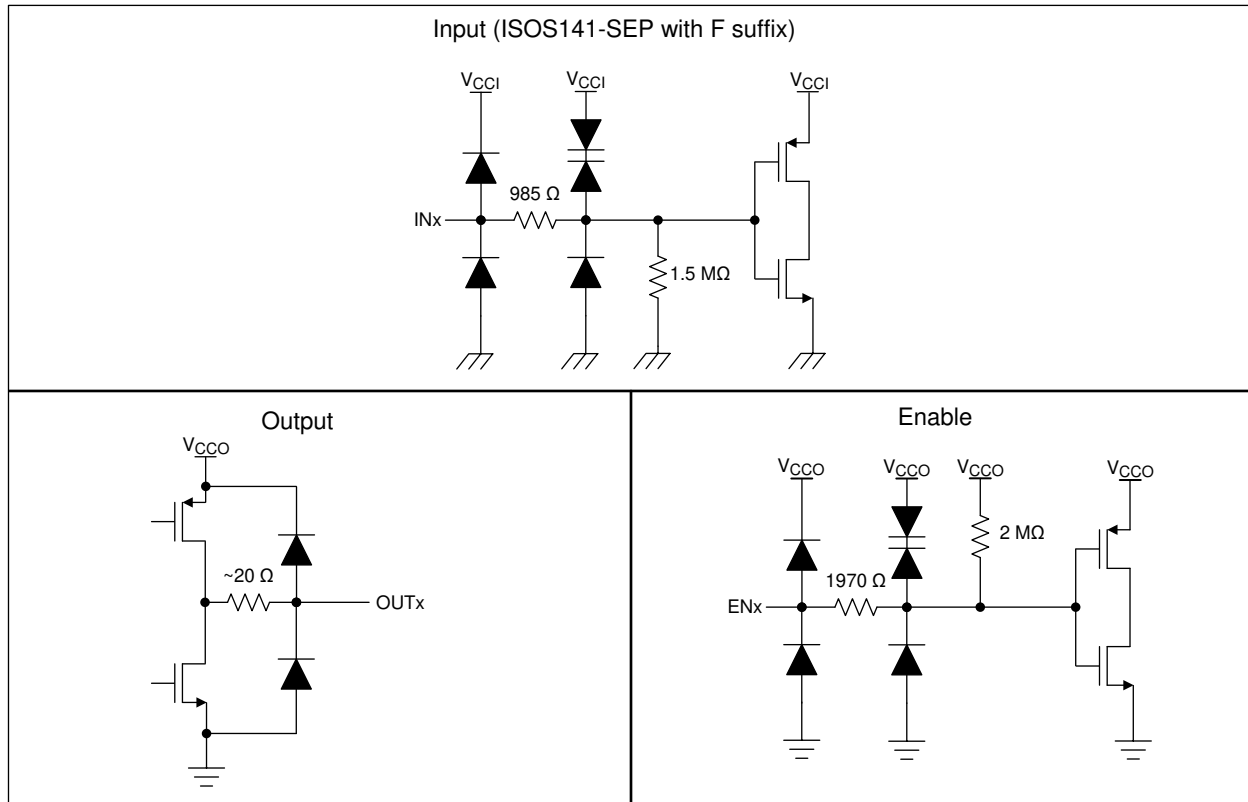 Input (ISOS141-SEP with F suffix)
VCCI
VCCI
VCCI
985 Ω
INx
1.5 MΩ
Output
VCCO
~20 Ω
OUTx
Enable
VCCO
VCCO
VCCO
VCCO
2 MΩ
1970 Ω
ENx